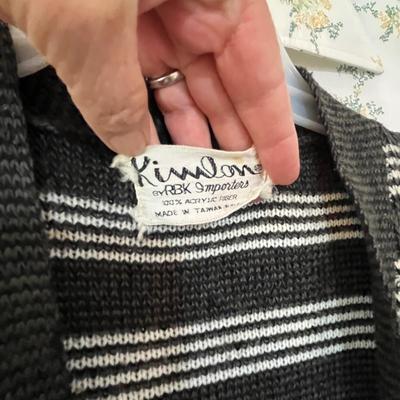 Kimlon
BY RBK Importers
100% ACRYLIC FIBER
MADE IN TAIWAN